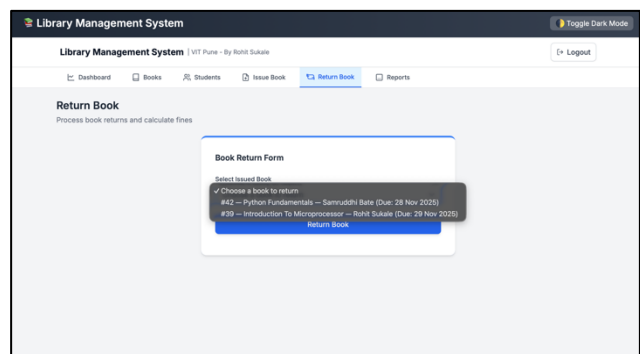 📚 Library Management System
🌗 Toggle Dark Mode
Library Management System | VIT Pune - By Rohit Sukale
Logout
Dashboard Books Students Issue Book Return Book Reports
Return Book
Process book returns and calculate fines
Book Return Form
Select Issued Book
✓ Choose a book to return
#42 — Python Fundamentals — Samruddhi Bate (Due: 28 Nov 2025)
#39 — Introduction To Microprocessor — Rohit Sukale (Due: 29 Nov 2025)
Return Book